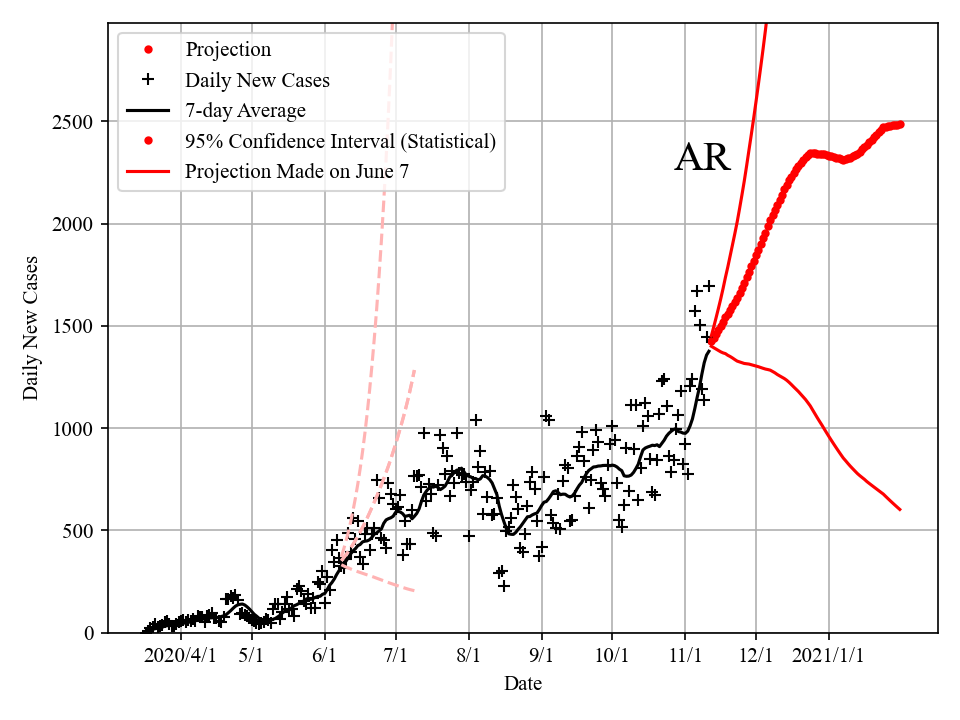 Projection
Daily New Cases
7-day Average
95% Confidence Interval (Statistical)
Projection Made on June 7
AR
2500
2000
1500
1000
500
0
Daily New Cases
2020/4/1 5/1 6/1 7/1 8/1 9/1 10/1 11/1 12/1 2021/1/1
Date